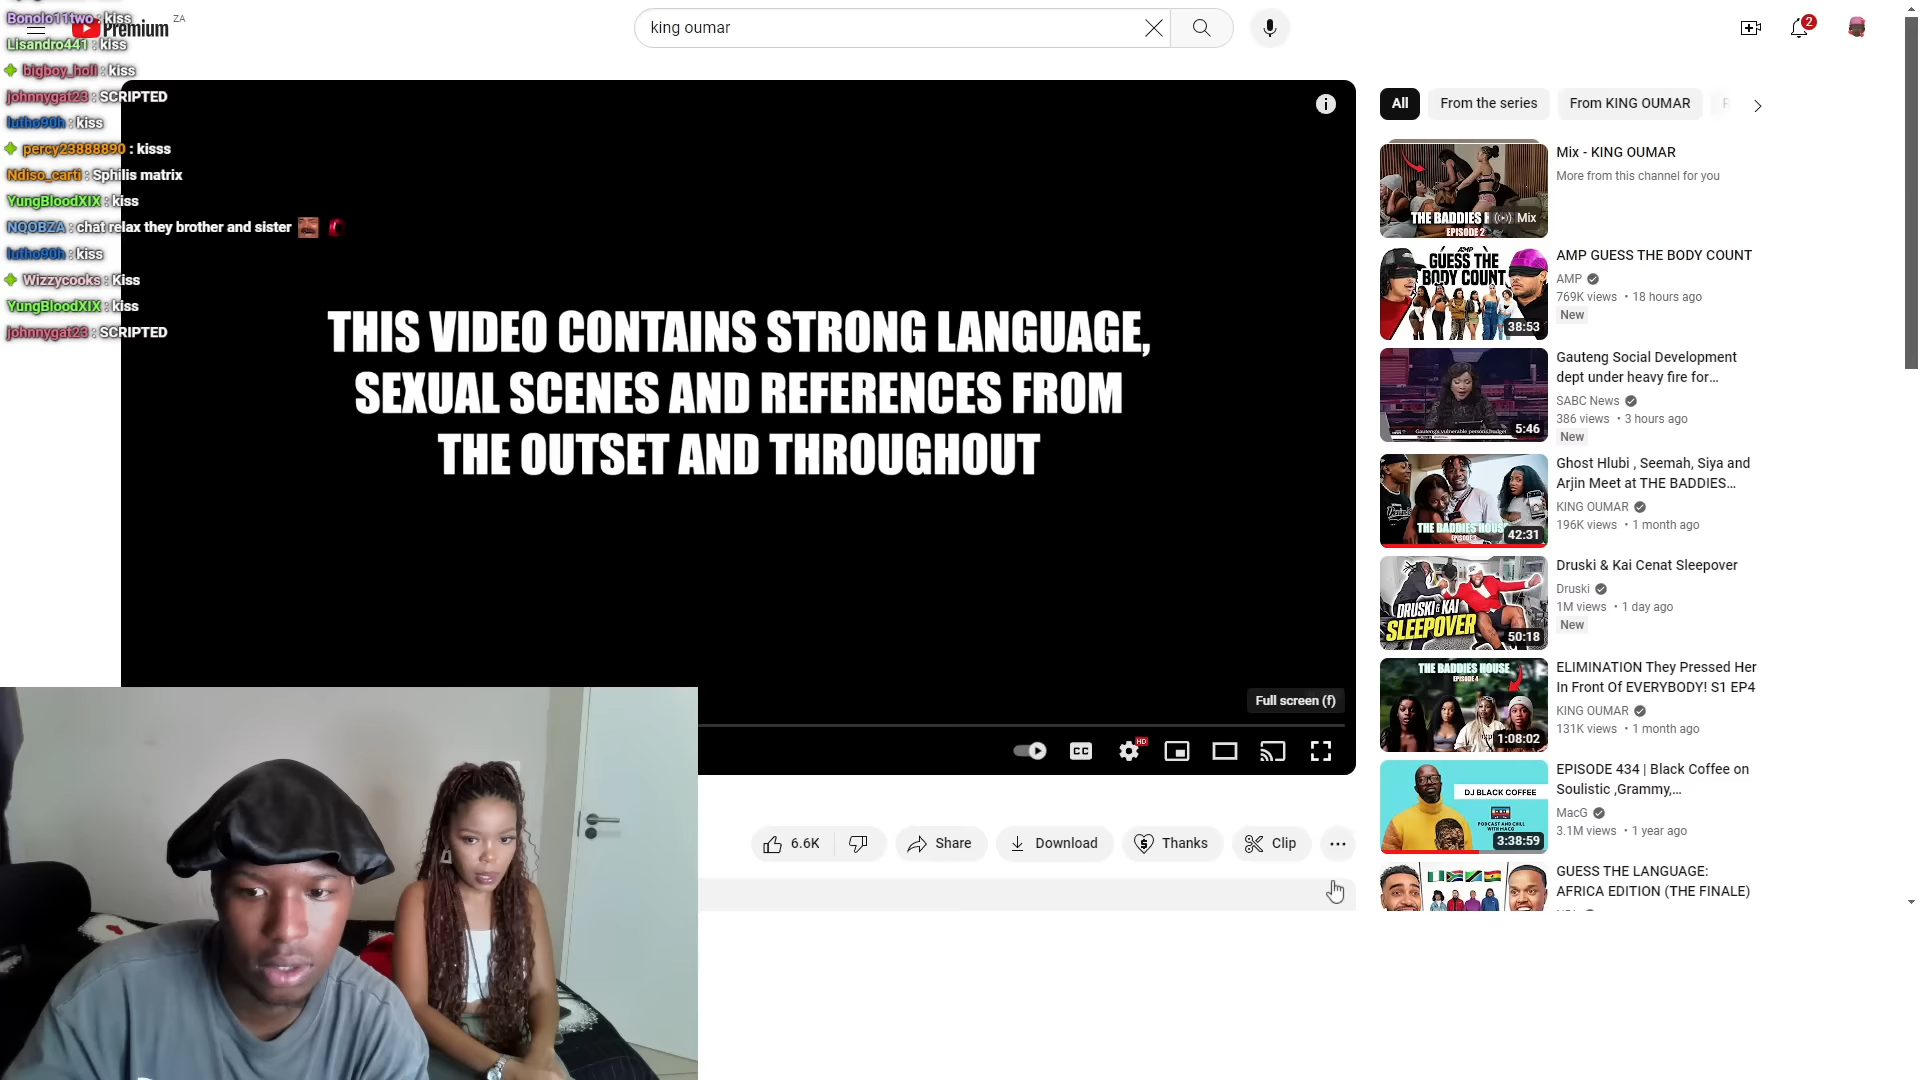 Bonolo11two : kiss
Lisandro441 : kiss
bigboy_holi : kiss
johnnygat23 : SCRIPTED
lutho90h : kiss
percy23888890 : kisss
Ndiso_carti : Sphilis matrix
YungBloodXIX : kiss
NQOBZA : chat relax they brother and sister
lutho90h : kiss
Wizzycooks : Kiss
YungBloodXIX : kiss
johnnygat23 : SCRIPTED
Premium
ZA
king oumar
2
THIS VIDEO CONTAINS STRONG LANGUAGE,
SEXUAL SCENES AND REFERENCES FROM
THE OUTSET AND THROUGHOUT
Full screen (f)
CC
HD
6.6K
Share
Download
Thanks
Clip
All
From the series
From KING OUMAR
THE BADDIES H
EPISODE 2
Mix
Mix - KING OUMAR
More from this channel for you
AMP
GUESS THE
BODY COUNT
38:53
AMP GUESS THE BODY COUNT
AMP
769K views • 18 hours ago
New
5:46
Gauteng Social Development
dept under heavy fire for...
SABC News
386 views • 3 hours ago
New
THE BADDIES HOUSE
42:31
Ghost Hlubi , Seemah, Siya and
Arjin Meet at THE BADDIES...
KING OUMAR
196K views • 1 month ago
DRUSKI & KAI
SLEEPOVER
50:18
Druski & Kai Cenat Sleepover
Druski
1M views • 1 day ago
New
THE BADDIES HOUSE
EPISODE 4
1:08:02
ELIMINATION They Pressed Her
In Front Of EVERYBODY! S1 EP4
KING OUMAR
131K views • 1 month ago
DJ BLACK COFFEE
PODCAST AND CHILL
WITH MACG
3:38:59
EPISODE 434 | Black Coffee on
Soulistic ,Grammy,...
MacG
3.1M views • 1 year ago
GUESS THE LANGUAGE:
AFRICA EDITION (THE FINALE)